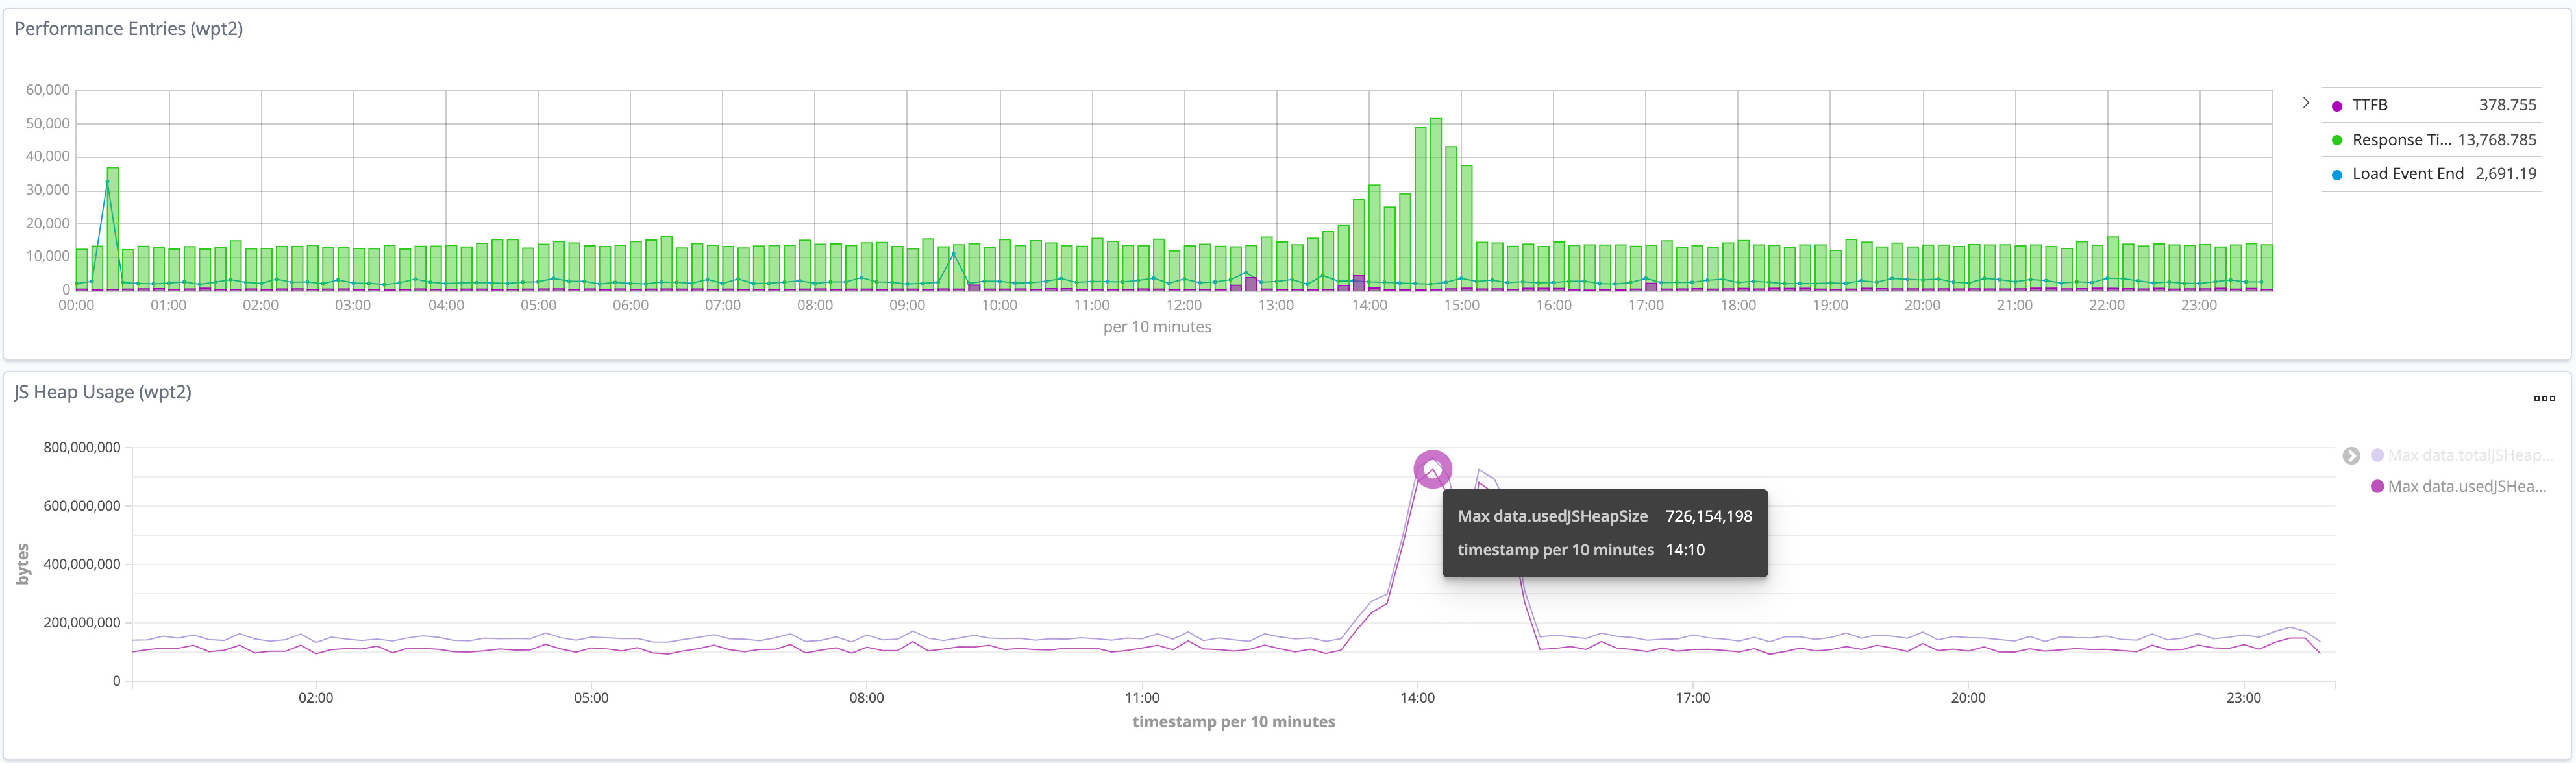 Performance Entries (wpt2)
60,000
50,000
40,000
30,000
20,000
10,000
0
00:00 01:00 02:00 03:00 04:00 05:00 06:00 07:00 08:00 09:00 10:00 11:00 12:00 13:00 14:00 15:00 16:00 17:00 18:00 19:00 20:00 21:00 22:00 23:00
per 10 minutes
TTFB 378.755
Response Ti... 13,768.785
Load Event End 2,691.19
JS Heap Usage (wpt2)
bytes
800,000,000
600,000,000
400,000,000
200,000,000
0
02:00 05:00 08:00 11:00 14:00 17:00 20:00 23:00
timestamp per 10 minutes
Max data.usedJSHeapSize 726,154,198
timestamp per 10 minutes 14:10
Max data.totalJSHeap...
Max data.usedJSHea...